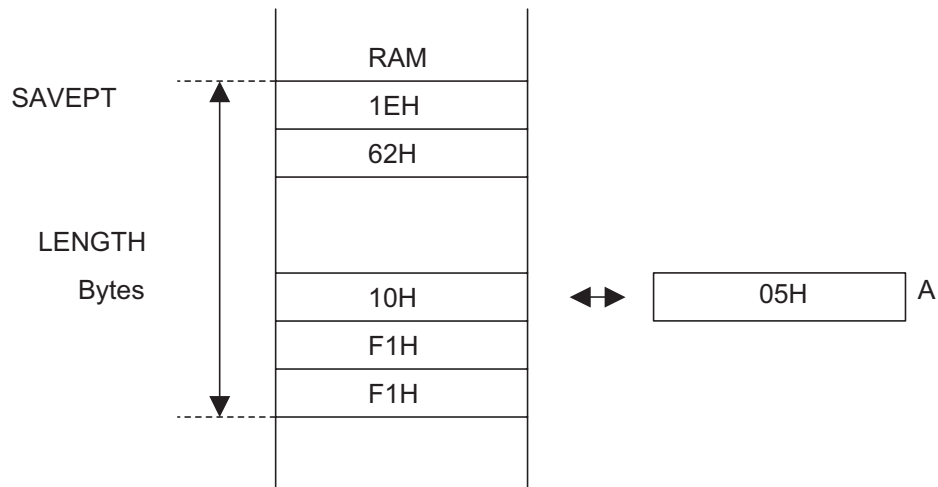 RAM
SAVEPT
1EH
62H
LENGTH
Bytes
10H
05H
A
F1H
F1H